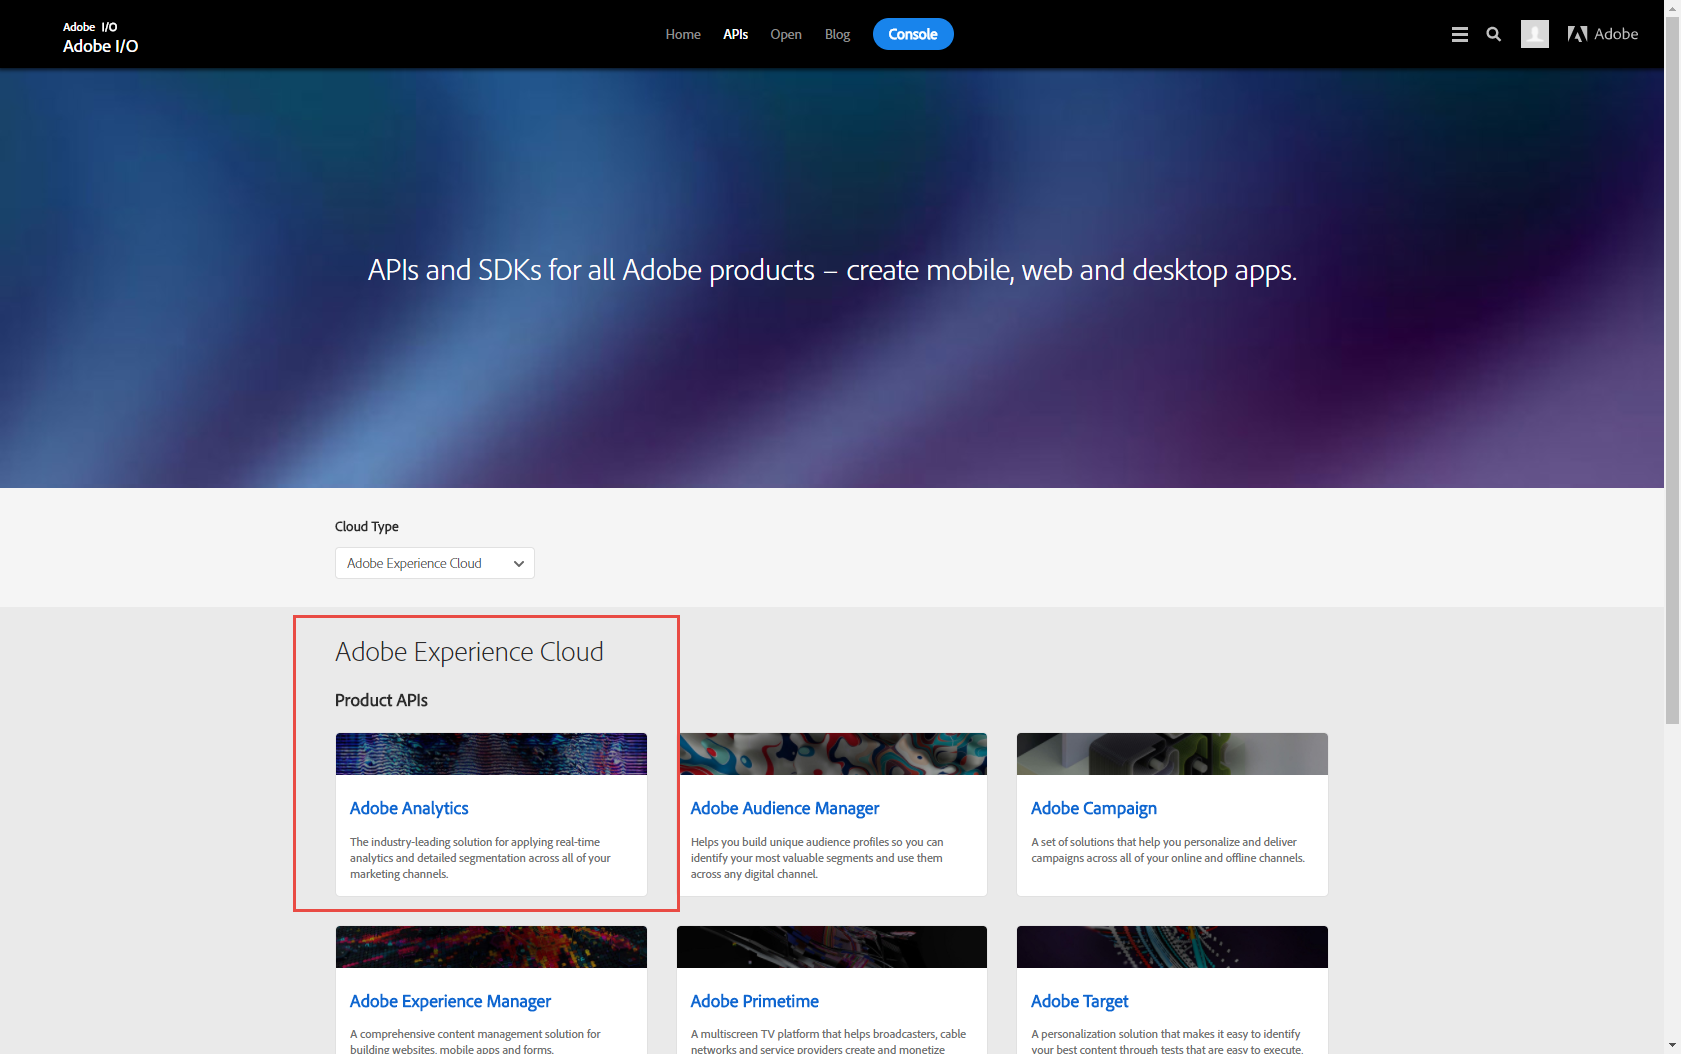 Adobe I/O
Adobe I/O
Home APIs Open Blog Console
Adobe
APIs and SDKs for all Adobe products – create mobile, web and desktop apps.
Cloud Type
Adobe Experience Cloud
Adobe Experience Cloud
Product APIs
Adobe Analytics
The industry-leading solution for applying real-time
analytics and detailed segmentation across all of your
marketing channels.
Adobe Audience Manager
Helps you build unique audience profiles so you can
identify your most valuable segments and use them
across any digital channel.
Adobe Campaign
A set of solutions that help you personalize and deliver
campaigns across all of your online and offline channels.
Adobe Experience Manager
A comprehensive content management solution for
building websites, mobile apps and forms.
Adobe Primetime
A multiscreen TV platform that helps broadcasters, cable
networks and service providers create and monetize
Adobe Target
A personalization solution that makes it easy to identify
your best content through tests that are easy to execute.